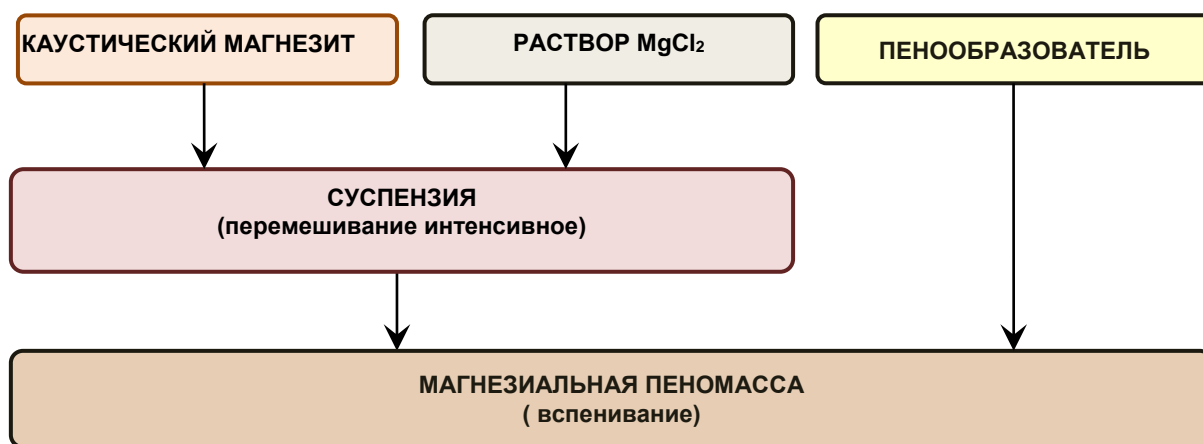 КАУСТИЧЕСКИЙ МАГНЕЗИТ
РАСТВОР MgCl₂
ПЕНООБРАЗОВАТЕЛЬ
СУСПЕНЗИЯ
(перемешивание интенсивное)
МАГНЕЗИАЛЬНАЯ ПЕНОМАССА
( вспенивание)